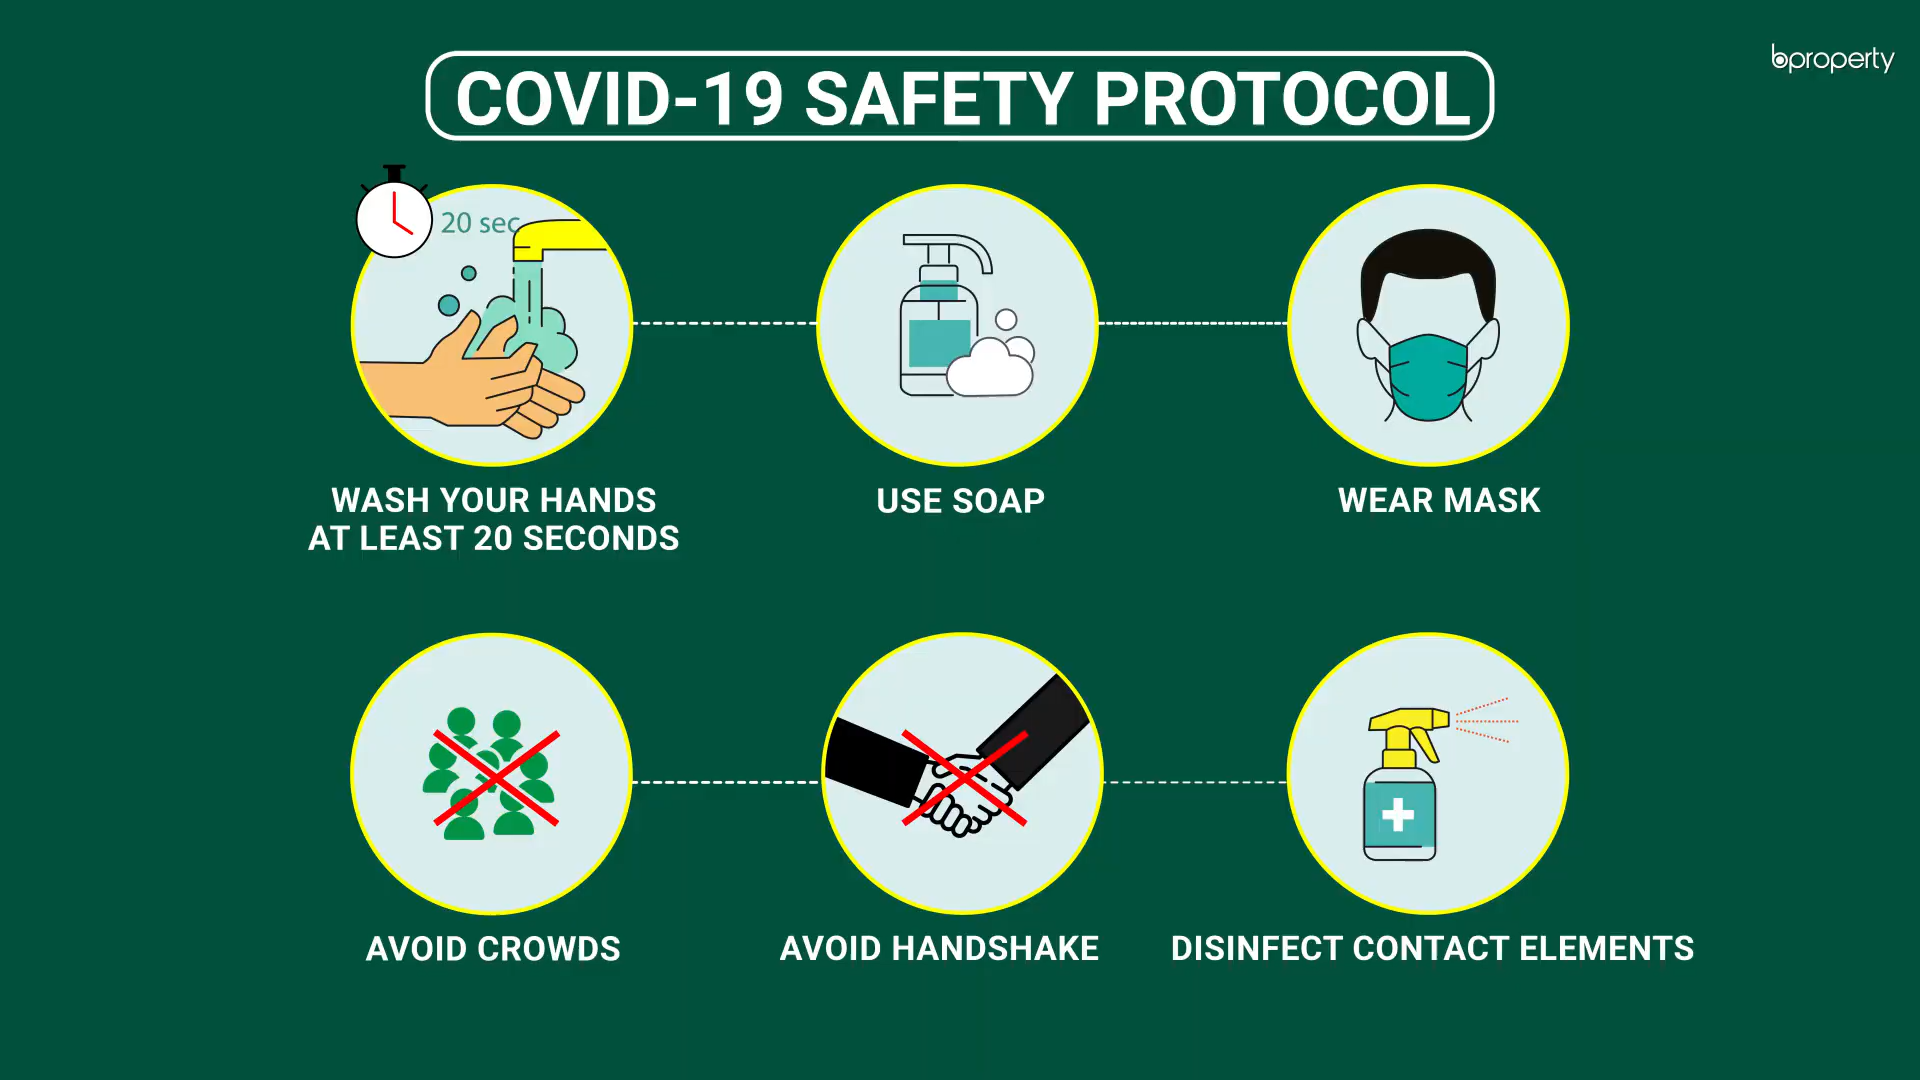 COVID-19 SAFETY PROTOCOL
bproperty
20 sec
WASH YOUR HANDS
AT LEAST 20 SECONDS
USE SOAP
WEAR MASK
AVOID CROWDS
AVOID HANDSHAKE
DISINFECT CONTACT ELEMENTS